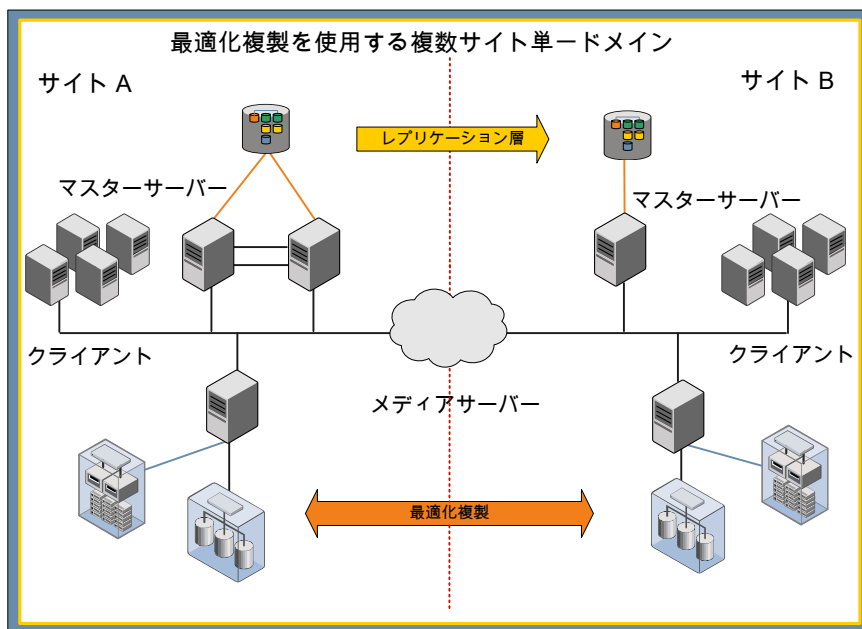 最適化複製を使用する複数サイト単一ドメイン
サイト A
サイト B
レプリケーション層
マスターサーバー
マスターサーバー
クライアント
クライアント
メディアサーバー
最適化複製